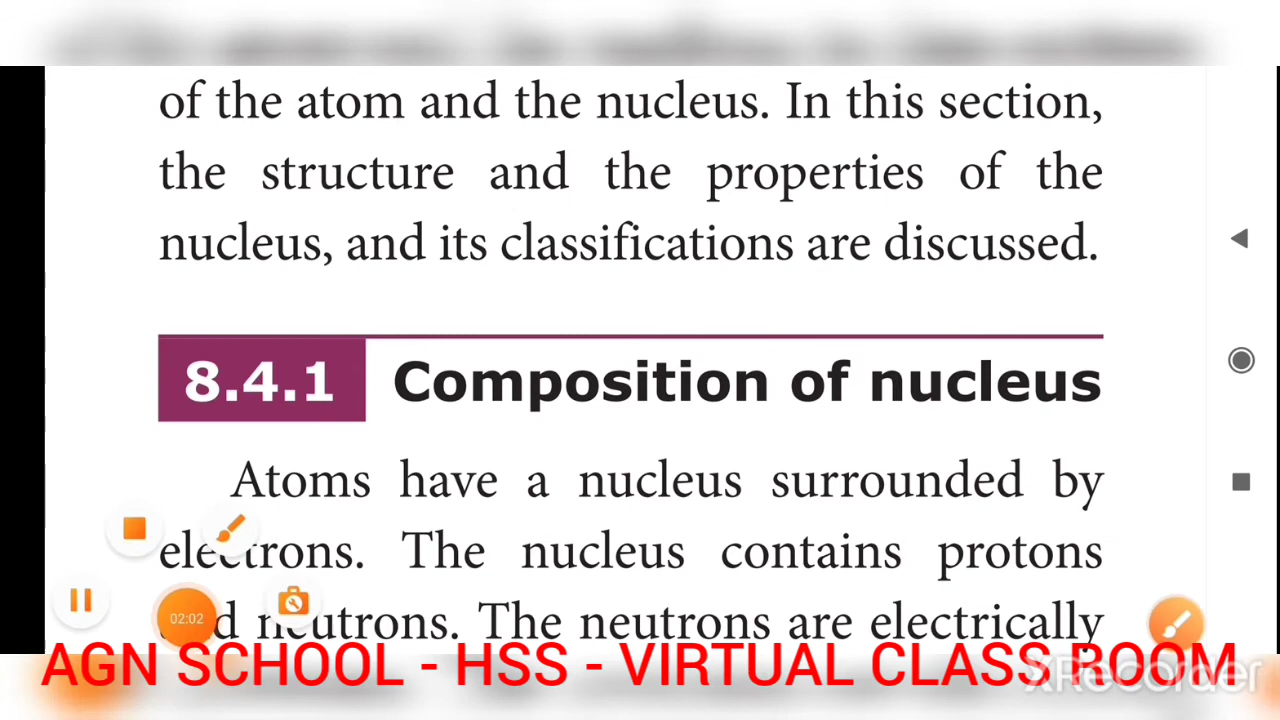 of the atom and the nucleus. In this section,
the structure and the properties of the
nucleus, and its classifications are discussed.
8.4.1 Composition of nucleus
Atoms have a nucleus surrounded by
electrons. The nucleus contains protons
neutrons. The neutrons are electrically
02:02
AGN SCHOOL - HSS - VIRTUAL CLASS ROOM
XRecorder